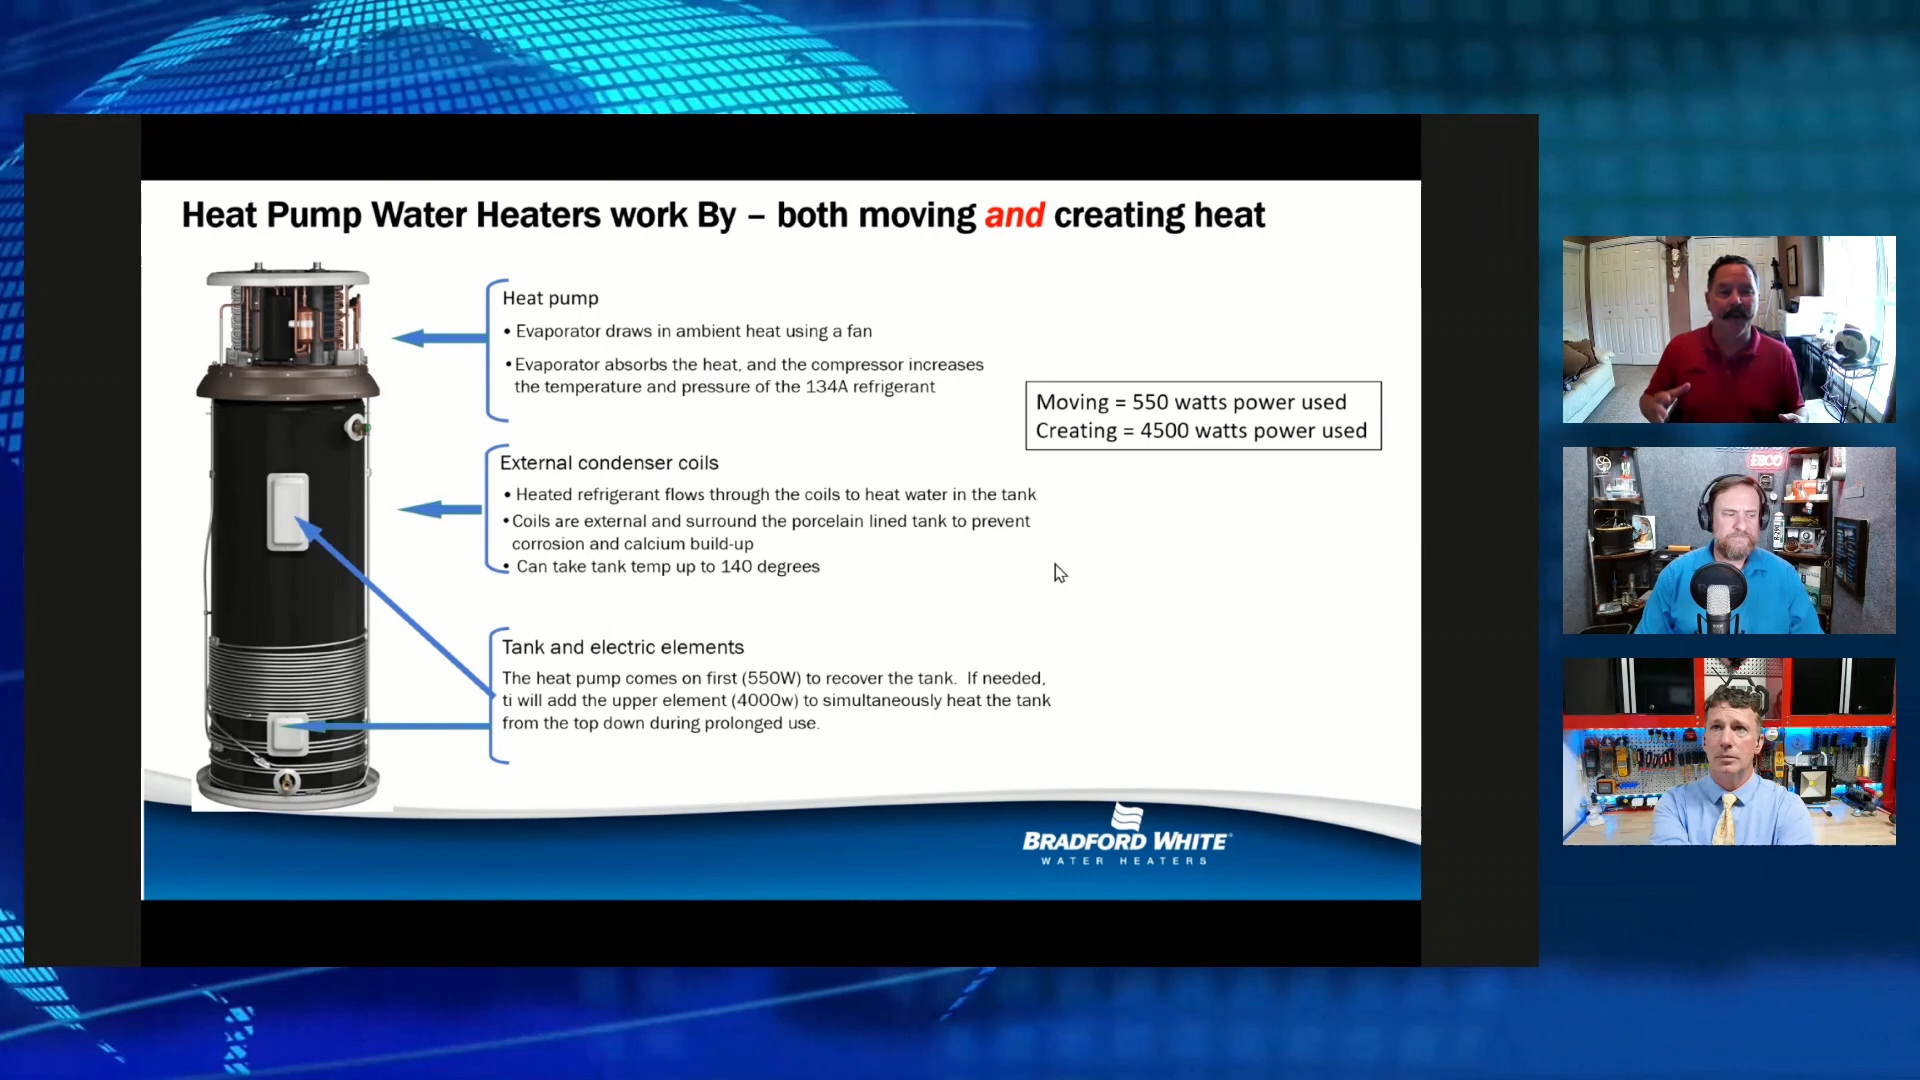 Heat Pump Water Heaters work By – both moving and creating heat
Heat pump
• Evaporator draws in ambient heat using a fan
• Evaporator absorbs the heat, and the compressor increases
the temperature and pressure of the 134A refrigerant
Moving = 550 watts power used
Creating = 4500 watts power used
External condenser coils
• Heated refrigerant flows through the coils to heat water in the tank
• Coils are external and surround the porcelain lined tank to prevent
corrosion and calcium build-up
• Can take tank temp up to 140 degrees
Tank and electric elements
The heat pump comes on first (550W) to recover the tank. If needed,
ti will add the upper element (4000w) to simultaneously heat the tank
from the top down during prolonged use.
BRADFORD WHITE
WATER HEATERS